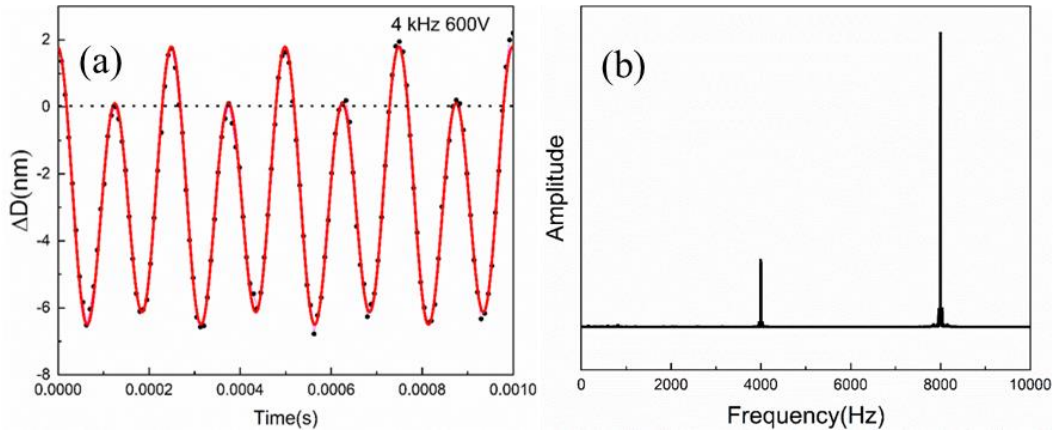 4 kHz 600V
(a)
2
0
-2
-4
-6
-8
ΔD(nm)
0.0000 0.0002 0.0004 0.0006 0.0008 0.0010
Time(s)
(b)
Amplitude
0 2000 4000 6000 8000 10000
Frequency(Hz)